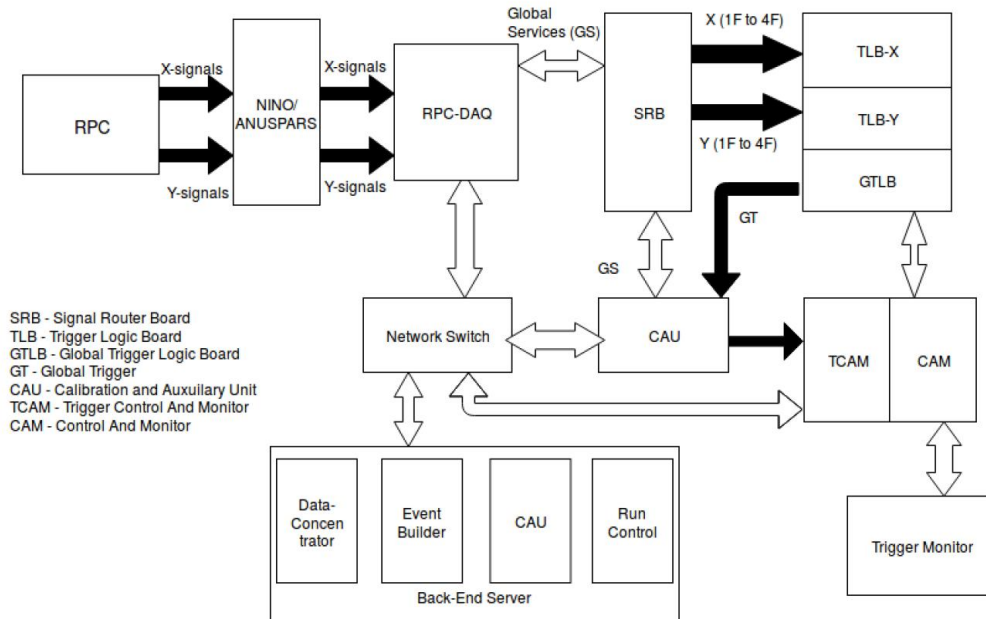 Global
Services (GS)
X (1F to 4F)
X-signals
X-signals
RPC
NINO/
ANUSPARS
RPC-DAQ
SRB
TLB-X
TLB-Y
Y (1F to 4F)
GTLB
Y-signals
Y-signals
GT
GS
SRB - Signal Router Board
TLB - Trigger Logic Board
GTLB - Global Trigger Logic Board
GT - Global Trigger
CAU - Calibration and Auxuilary Unit
TCAM - Trigger Control And Monitor
CAM - Control And Monitor
Network Switch
CAU
TCAM
CAM
Data-
Concen
trator
Event
Builder
CAU
Run
Control
Back-End Server
Trigger Monitor